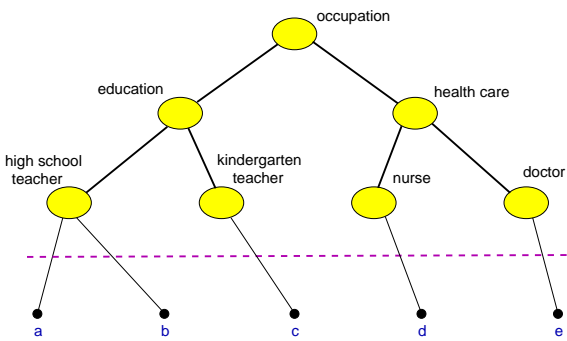 occupation
education
health care
high school
teacher
kindergarten
teacher
nurse
doctor
a
b
c
d
e